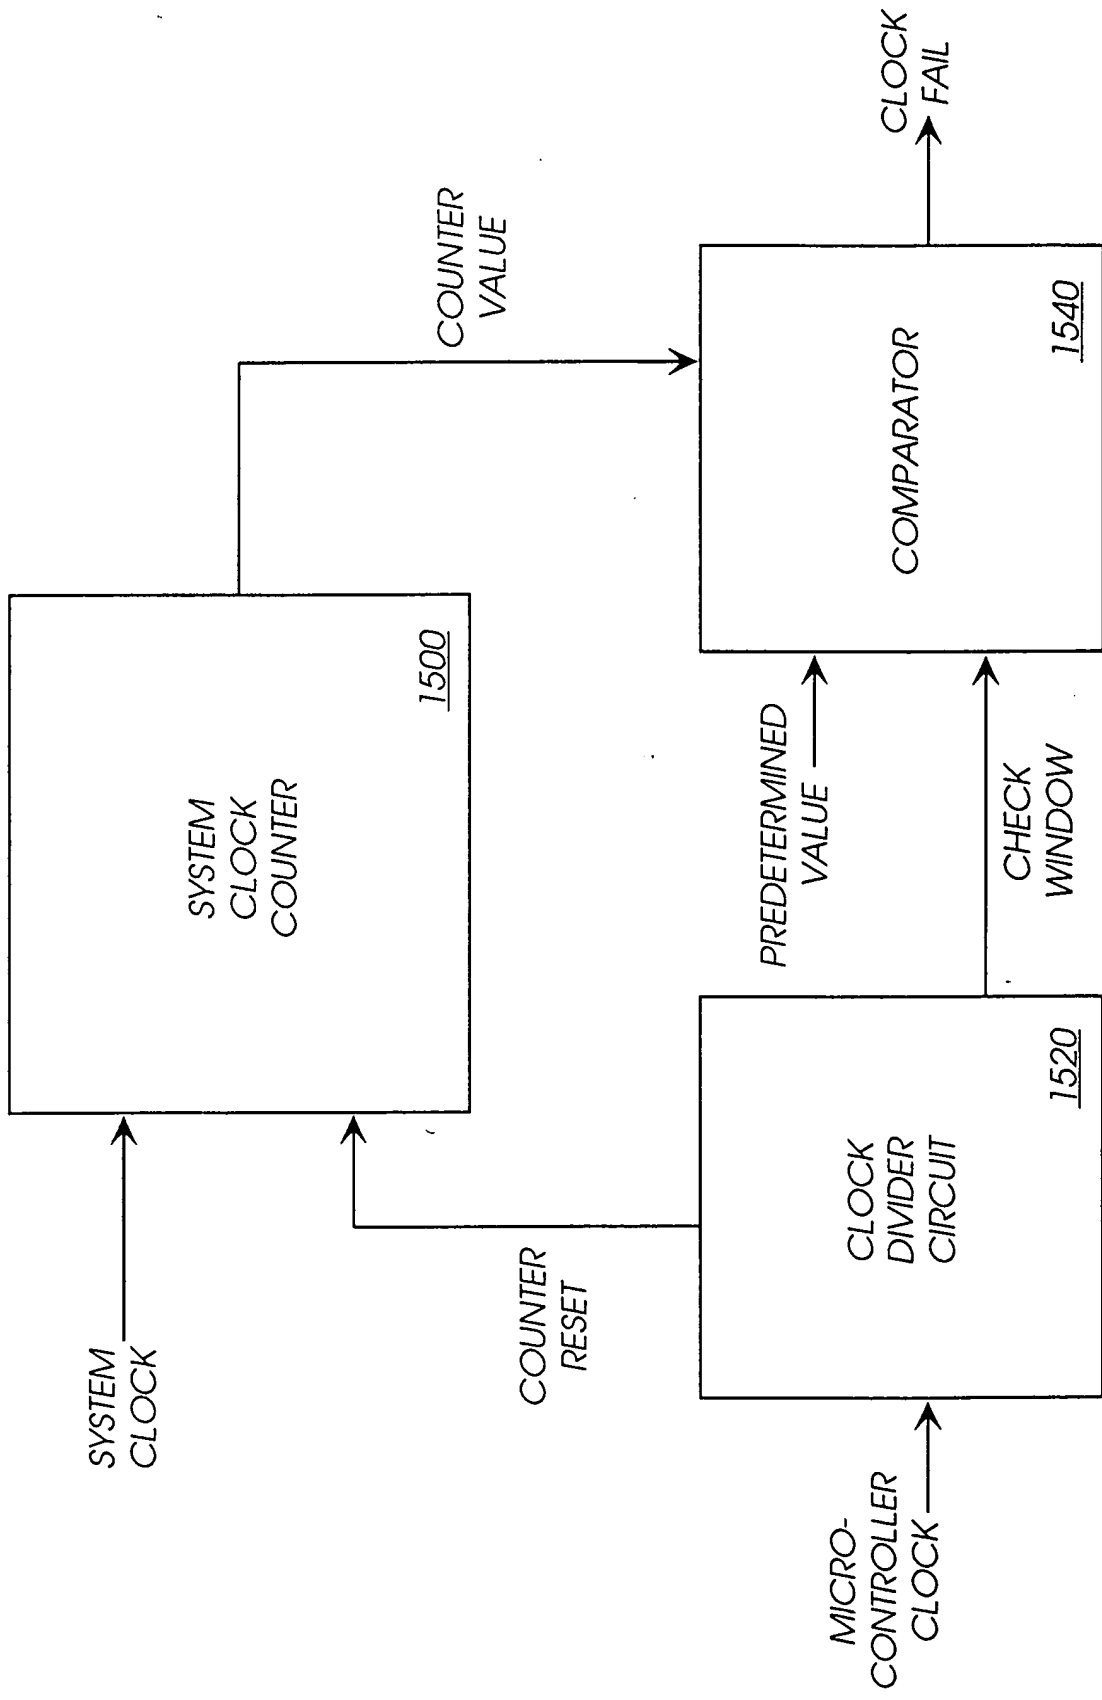 SYSTEM
CLOCK
SYSTEM
CLOCK
COUNTER
1500
COUNTER
VALUE
COUNTER
RESET
MICRO-
CONTROLLER
CLOCK
CLOCK
DIVIDER
CIRCUIT
1520
PREDETERMINED
VALUE
CHECK
WINDOW
COMPARATOR
1540
CLOCK
FAIL